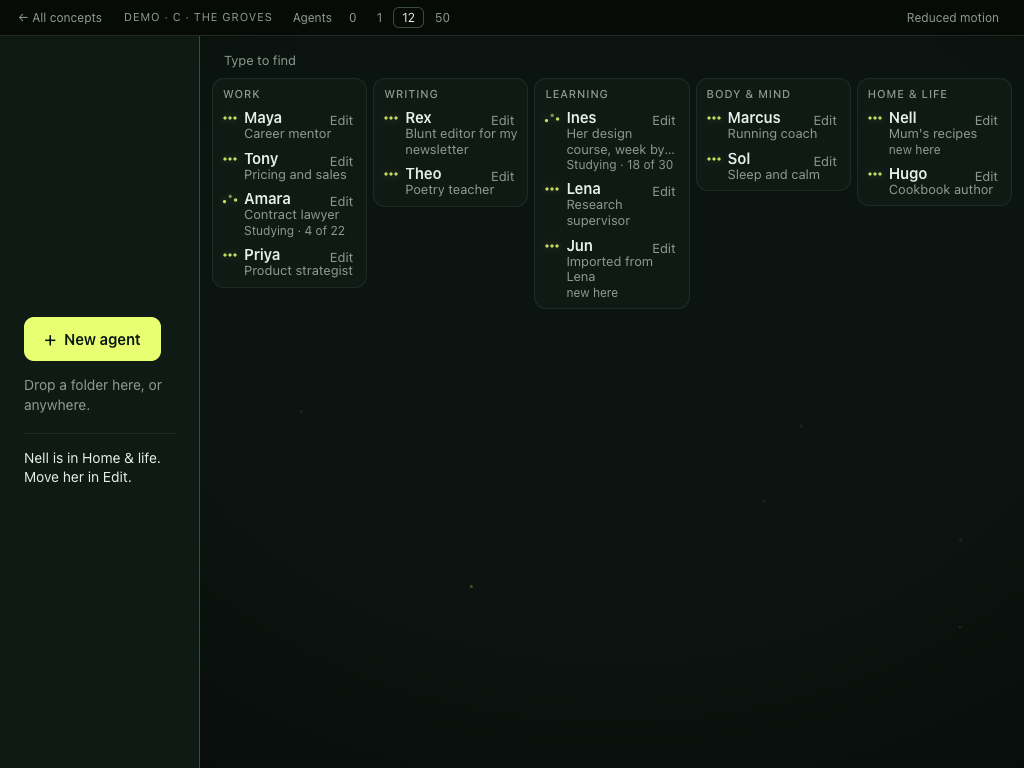 ← All concepts
DEMO · C · THE GROVES
Agents 0 1 12 50
Reduced motion
+ New agent
Drop a folder here, or
anywhere.
Nell is in Home & life.
Move her in Edit.
Type to find
WORK
Maya Edit
Career mentor
Tony Edit
Pricing and sales
Amara Edit
Contract lawyer
Studying · 4 of 22
Priya Edit
Product strategist
WRITING
Rex Edit
Blunt editor for my
newsletter
Theo Edit
Poetry teacher
LEARNING
Ines Edit
Her design
course, week by…
Studying · 18 of 30
Lena Edit
Research
supervisor
Jun Edit
Imported from
Lena
new here
BODY & MIND
Marcus Edit
Running coach
Sol Edit
Sleep and calm
HOME & LIFE
Nell Edit
Mum's recipes
new here
Hugo Edit
Cookbook author